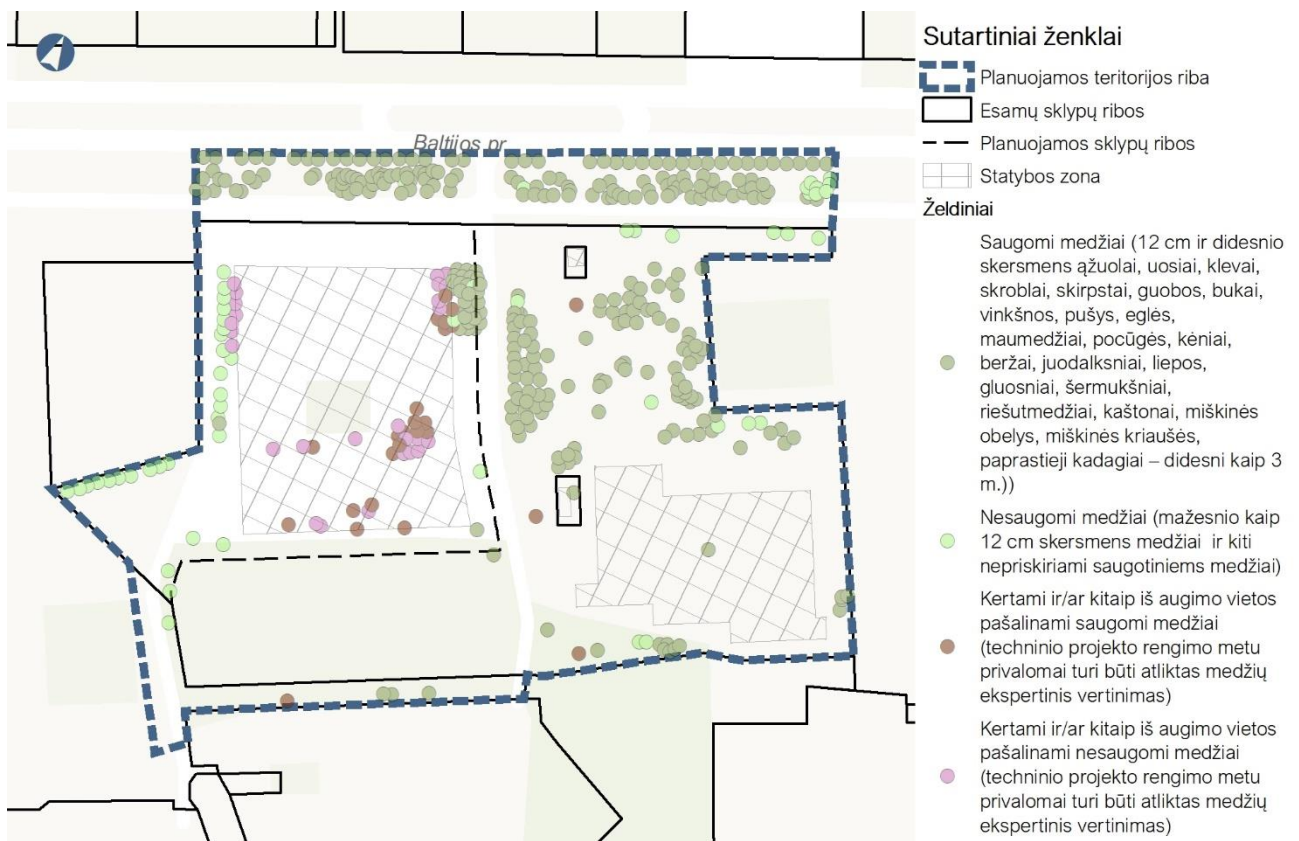 Baltijos pr.
Sutartiniai ženklai
Planuojamos teritorijos riba
Esamų sklypų ribos
Planuojamos sklypų ribos
Statybos zona
Želdiniai
Saugomi medžiai (12 cm ir didesnio
skersmens ąžuolai, uosiai, klevai,
skroblai, skirpstai, guobos, bukai,
vinkšnos, pušys, eglės,
maumedžiai, pocūgės, kėniai,
beržai, juodalksniai, liepos,
gluosniai, šermukšniai,
riešutmedžiai, kaštonai, miškinės
obelys, miškinės kriaušės,
paprastieji kadagiai – didesni kaip 3
m.))
Nesaugomi medžiai (mažesnio kaip
12 cm skersmens medžiai ir kiti
nepriskiriami saugotiniems medžiai)
Kertami ir/ar kitaip iš augimo vietos
pašalinami saugomi medžiai
(techninio projekto rengimo metu
privalomai turi būti atliktas medžių
ekspertinis vertinimas)
Kertami ir/ar kitaip iš augimo vietos
pašalinami nesaugomi medžiai
(techninio projekto rengimo metu
privalomai turi būti atliktas medžių
ekspertinis vertinimas)